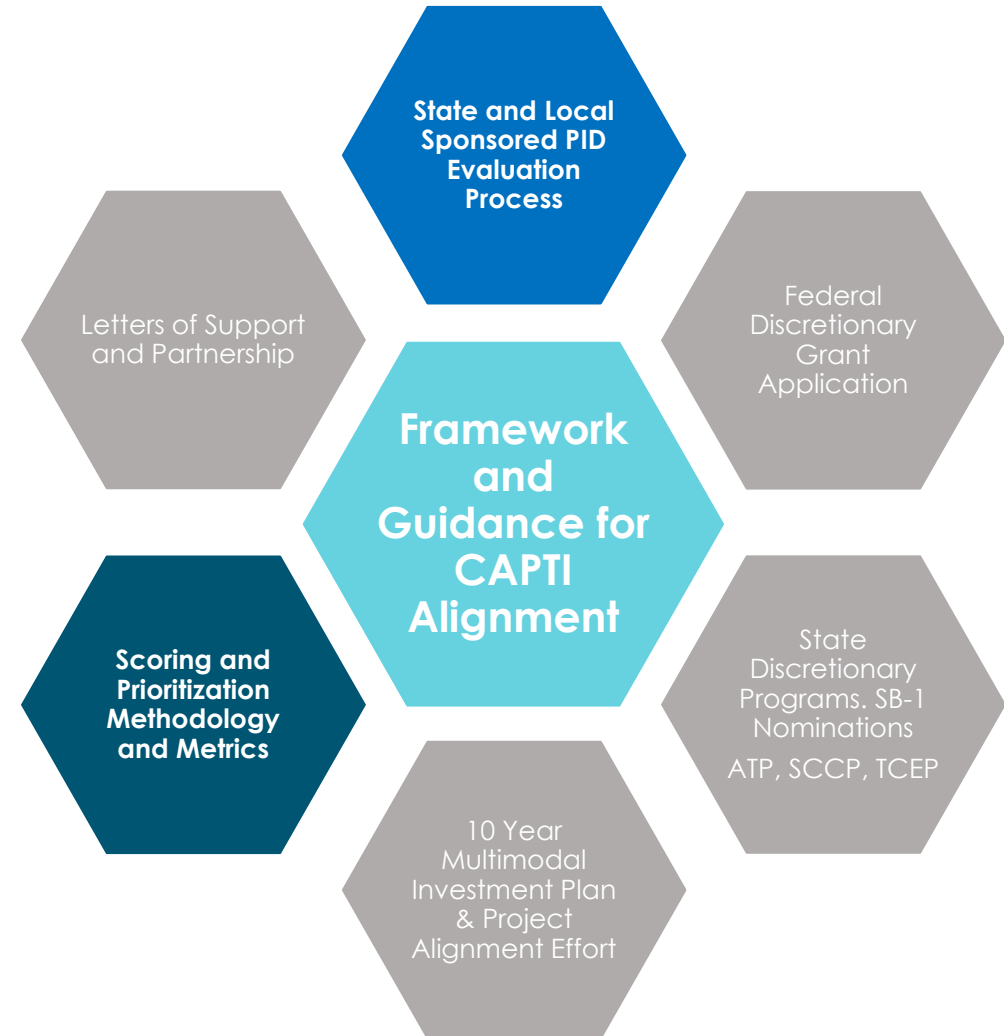 State and Local
Sponsored PID
Evaluation
Process
Letters of Support
and Partnership
Federal
Discretionary
Grant
Application
Framework
and
Guidance for
CAPTI
Alignment
Scoring and
Prioritization
Methodology
and Metrics
State
Discretionary
Programs. SB-1
Nominations
ATP, SCCP, TCEP
10 Year
Multimodal
Investment Plan
& Project
Alignment Effort